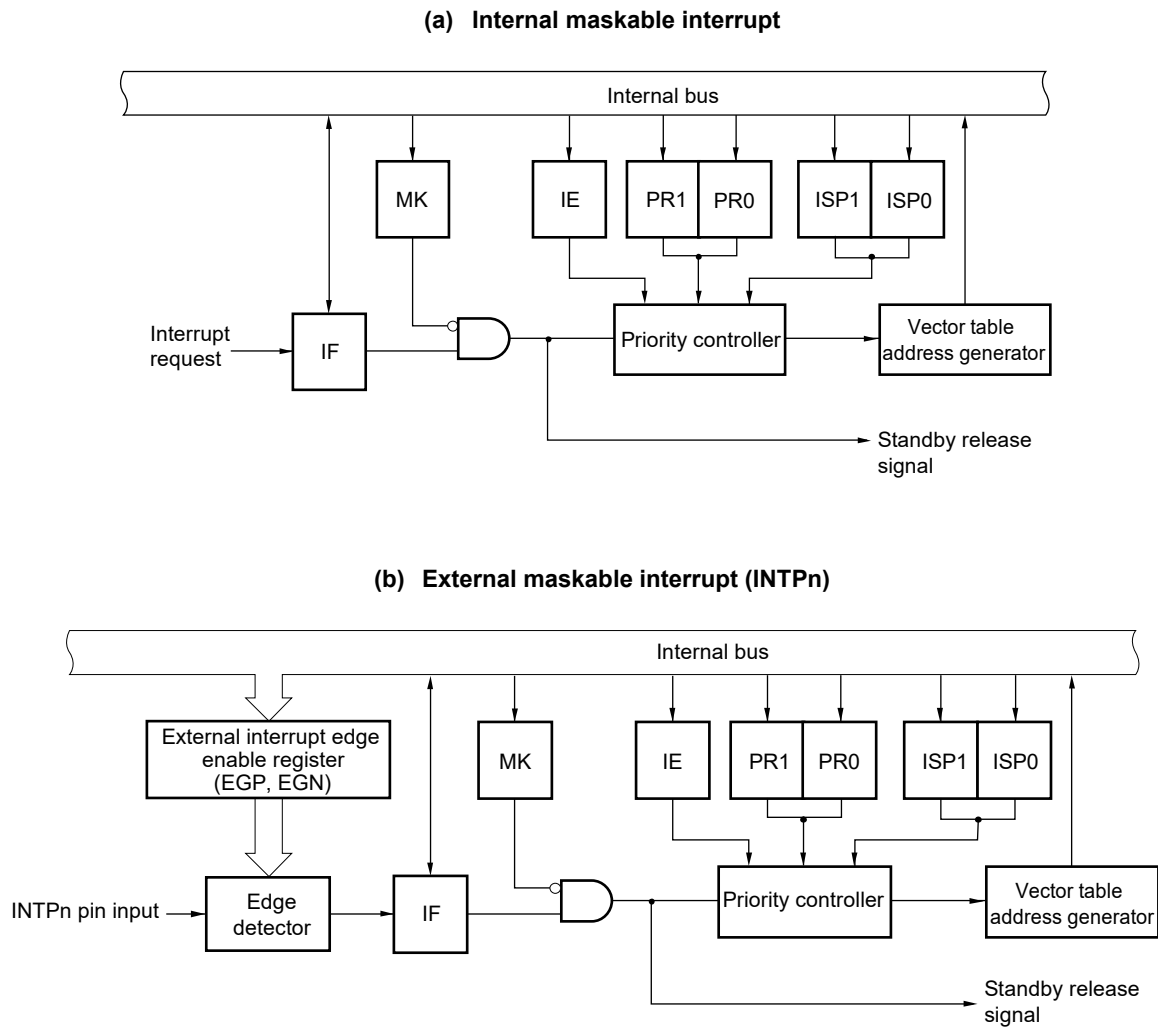 (a) Internal maskable interrupt
Internal bus
MK
IE
PR1
PR0
ISP1
ISP0
Interrupt
request
IF
Priority controller
Vector table
address generator
Standby release
signal
(b) External maskable interrupt (INTPn)
Internal bus
External interrupt edge
enable register
(EGP, EGN)
MK
IE
PR1
PR0
ISP1
ISP0
INTPn pin input
Edge
detector
IF
Priority controller
Vector table
address generator
Standby release
signal